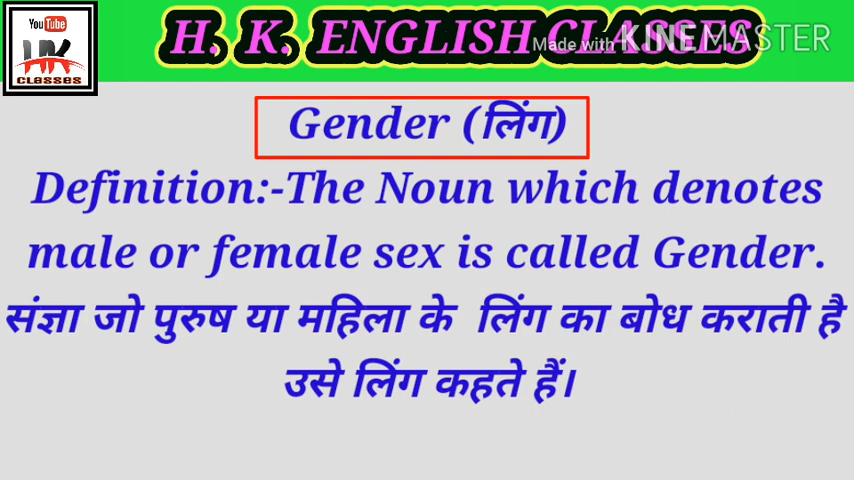 YouTube
HK
CLASSES
H. K. ENGLISH CLASSES
Made with KINEMASTER
Gender (लिंग)
Definition:-The Noun which denotes
male or female sex is called Gender.
संज्ञा जो पुरुष या महिला के लिंग का बोध कराती है
उसे लिंग कहते हैं।